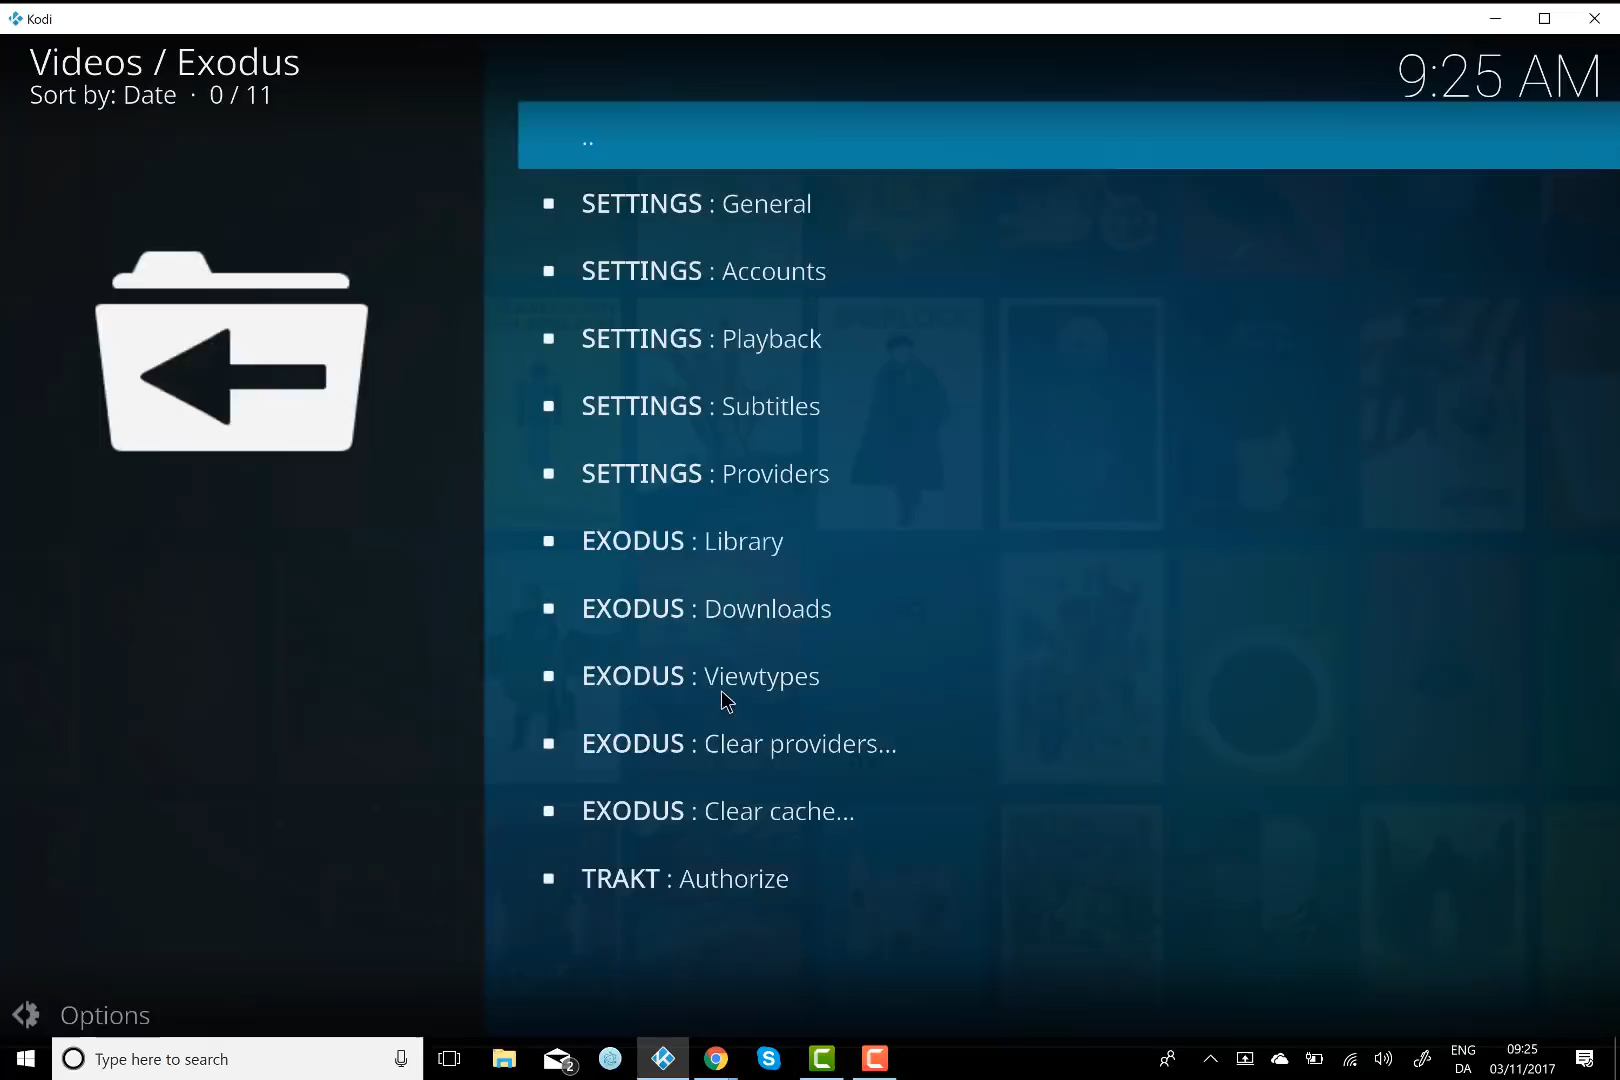 Kodi
Videos / Exodus
Sort by: Date · 0 / 11
9:25 AM
..
SETTINGS : General
SETTINGS : Accounts
SETTINGS : Playback
SETTINGS : Subtitles
SETTINGS : Providers
EXODUS : Library
EXODUS : Downloads
EXODUS : Viewtypes
EXODUS : Clear providers...
EXODUS : Clear cache...
TRAKT : Authorize
Options
Type here to search
2
ENG
DA
09:25
03/11/2017